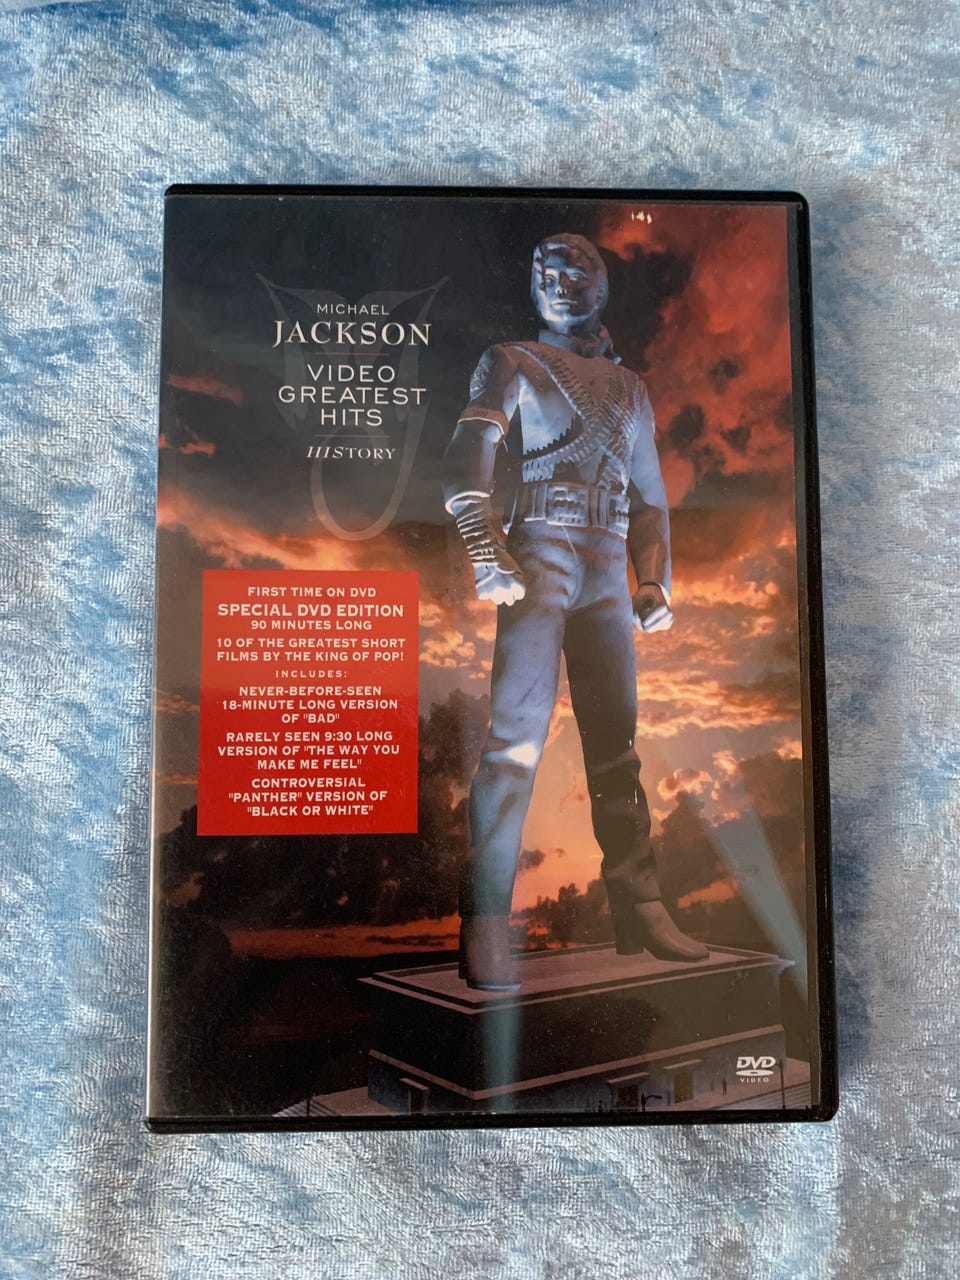 MICHAEL
JACKSON
VIDEO
GREATEST
HITS
HISTORY
FIRST TIME ON DVD
SPECIAL DVD EDITION
90 MINUTES LONG
10 OF THE GREATEST SHORT
FILMS BY THE KING OF POP!
INCLUDES:
NEVER-BEFORE-SEEN
18-MINUTE LONG VERSION
OF "BAD"
RARELY SEEN 9:30 LONG
VERSION OF "THE WAY YOU
MAKE ME FEEL"
CONTROVERSIAL
"PANTHER" VERSION OF
"BLACK OR WHITE"
DVD
VIDEO